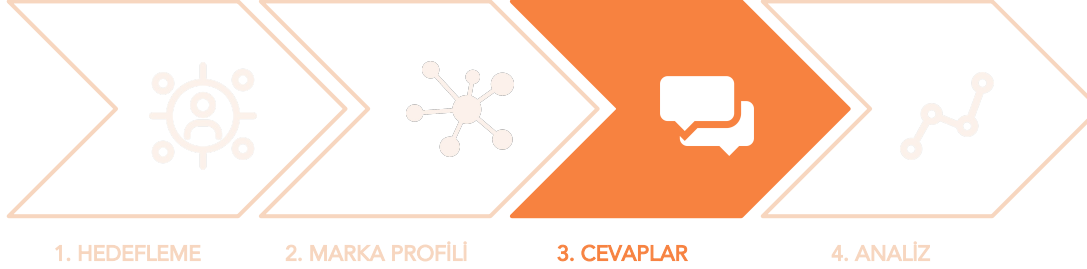 1. HEDEFLEME
2. MARKA PROFİLİ
3. CEVAPLAR
4. ANALİZ